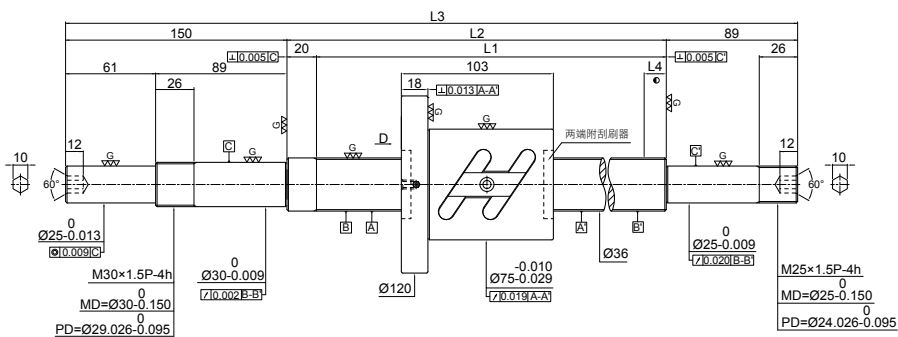 L3
150
L2
89
⊥ 0.005 C
20
L1
⊥ 0.005 C'
61
89
103
L4
26
26
18
⊥ 0.013 A-A'
G
G
G
D
两端附刮刷器
12
G
G
C
G
G
C'
G
12
10
60°
60°
10
B
A
A'
B'
0
Ø25-0.013
◎ 0.009 C
0
Ø30-0.009
↗ 0.002 B-B'
Ø120
-0.010
Ø75-0.029
↗ 0.019 A-A'
Ø36
0
Ø25-0.009
↗ 0.020 B-B'
M30×1.5P-4h
0
MD=Ø30-0.150
0
PD=Ø29.026-0.095
M25×1.5P-4h
0
MD=Ø25-0.150
0
PD=Ø24.026-0.095